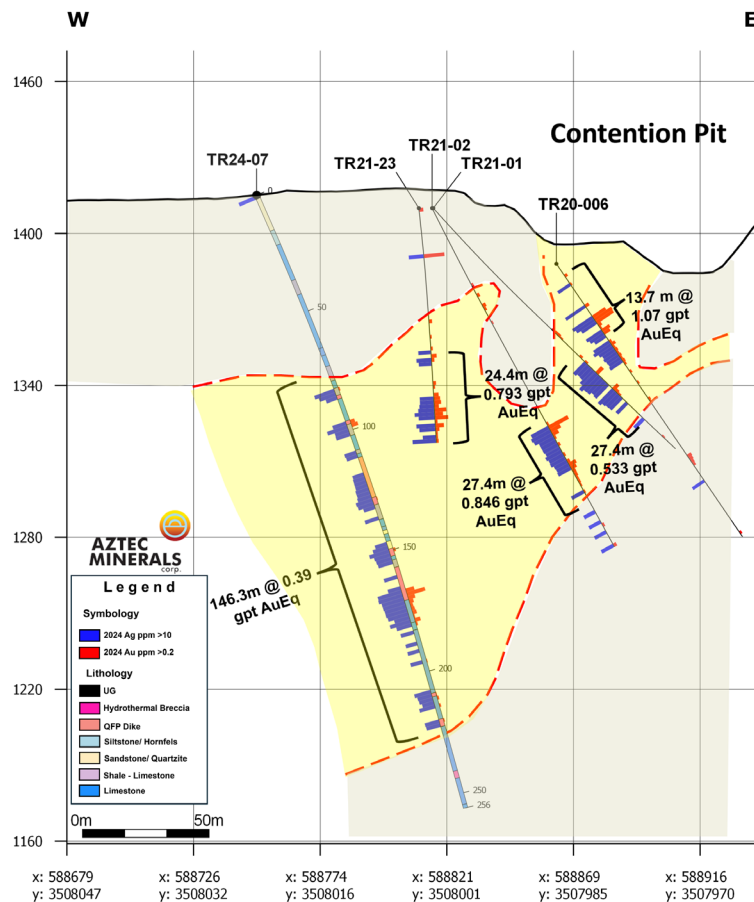 W
E
1460
Contention Pit
TR21-02
TR24-07
TR21-23
TR21-01
0
TR20-006
1400
13.7 m @
1.07 gpt
AuEq
50
24.4m @
0.793 gpt
AuEq
1340
100
27.4m @
0.533 gpt
AuEq
27.4m @
0.846 gpt
AuEq
1280
AZTEC
MINERALS
corp.
150
146.3m @ 0.39
gpt AuEq
Legend
Symbology
2024 Ag ppm >10
2024 Au ppm >0.2
Lithology
UG
Hydrothermal Breccia
QFP Dike
Siltstone/ Hornfels
Sandstone/ Quartzite
Shale - Limestone
Limestone
200
1220
250
256
0m 50m
1160
x: 588679 x: 588726 x: 588774 x: 588821 x: 588869 x: 588916
y: 3508047 y: 3508032 y: 3508016 y: 3508001 y: 3507985 y: 3507970